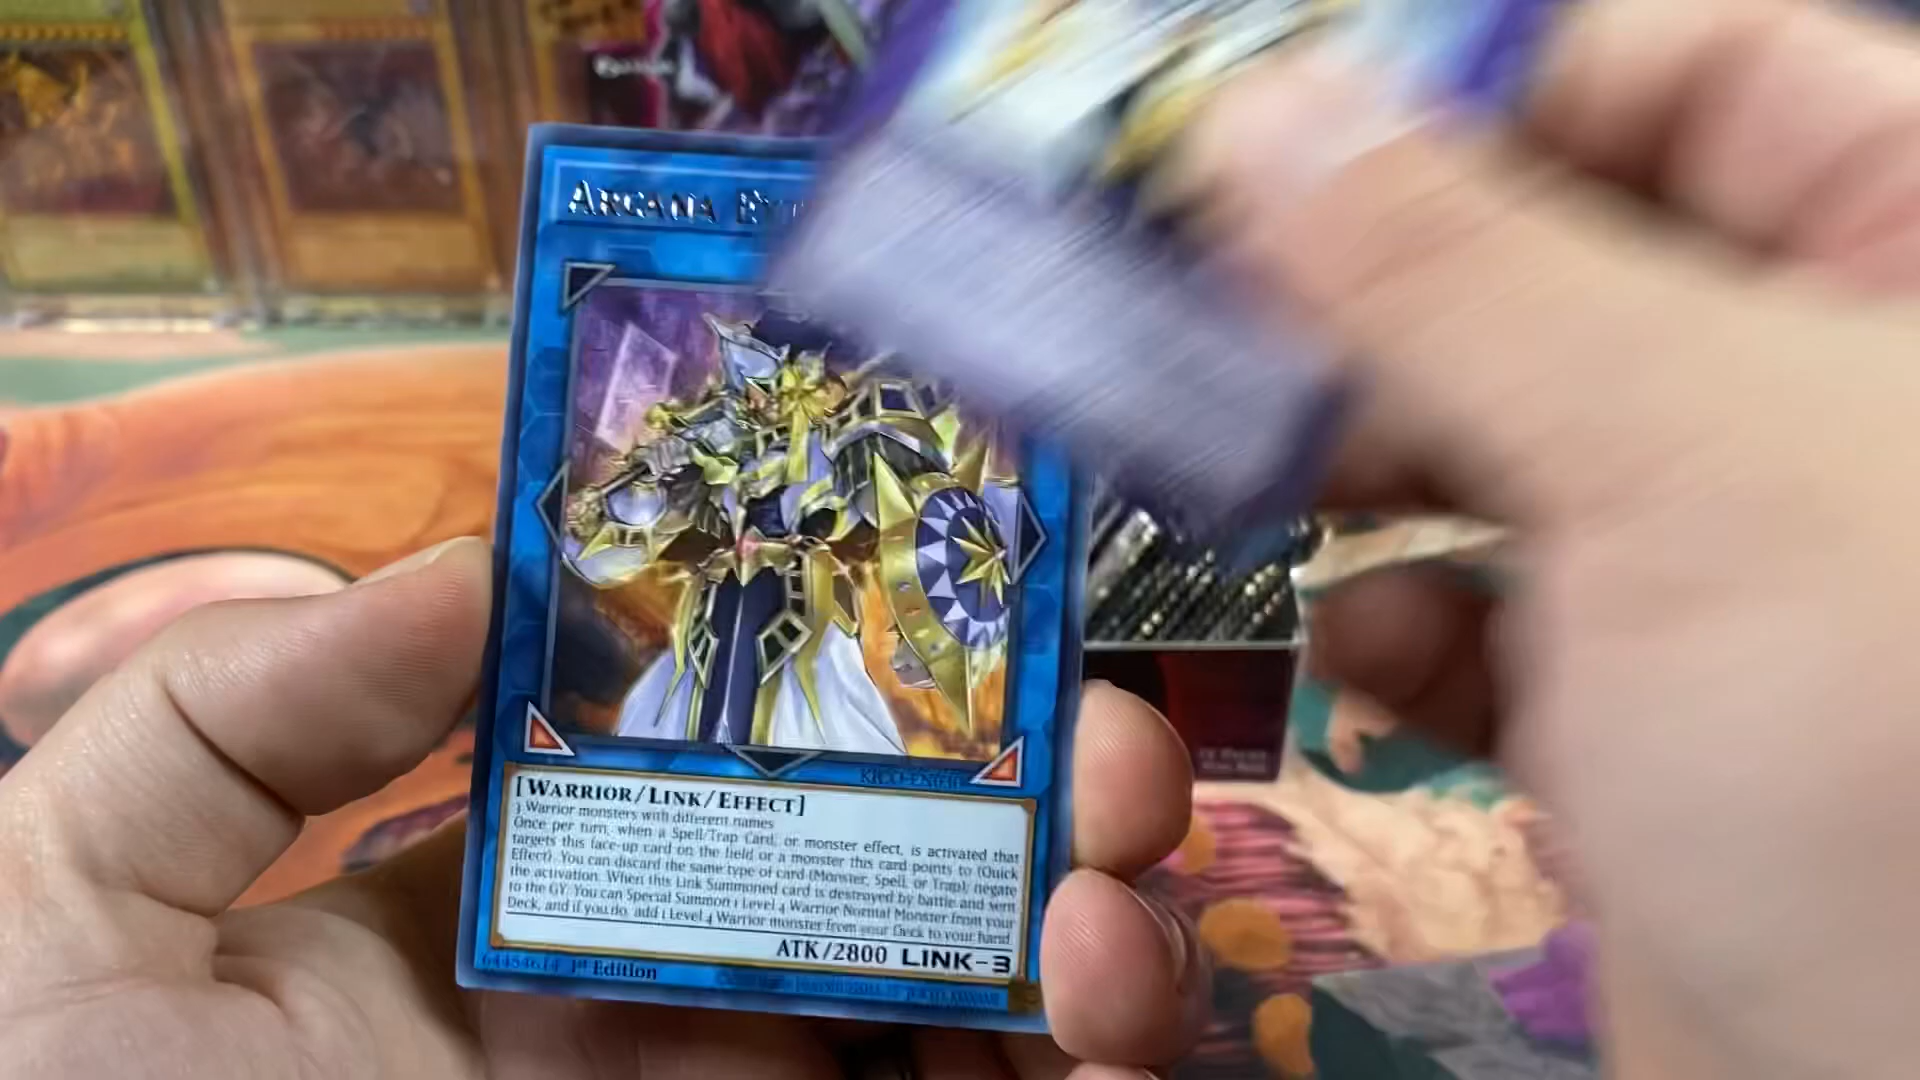 ARCANA
[WARRIOR/LINK/EFFECT]
3 Warrior monsters with different names
Once per turn, when a Spell/Trap Card, or monster effect, is activated that
targets this face-up card on the field or a monster this card points to (Quick
Effect): You can discard the same type of card (Monster, Spell, or Trap); negate
the activation. When this Link Summoned card is destroyed by battle and sent
to the GY: You can Special Summon 1 Level 4 Warrior Normal Monster from your
Deck, and if you do, add 1 Level 4 Warrior monster from your Deck to your hand.
ATK/2800 LINK-3
64454614 1st Edition